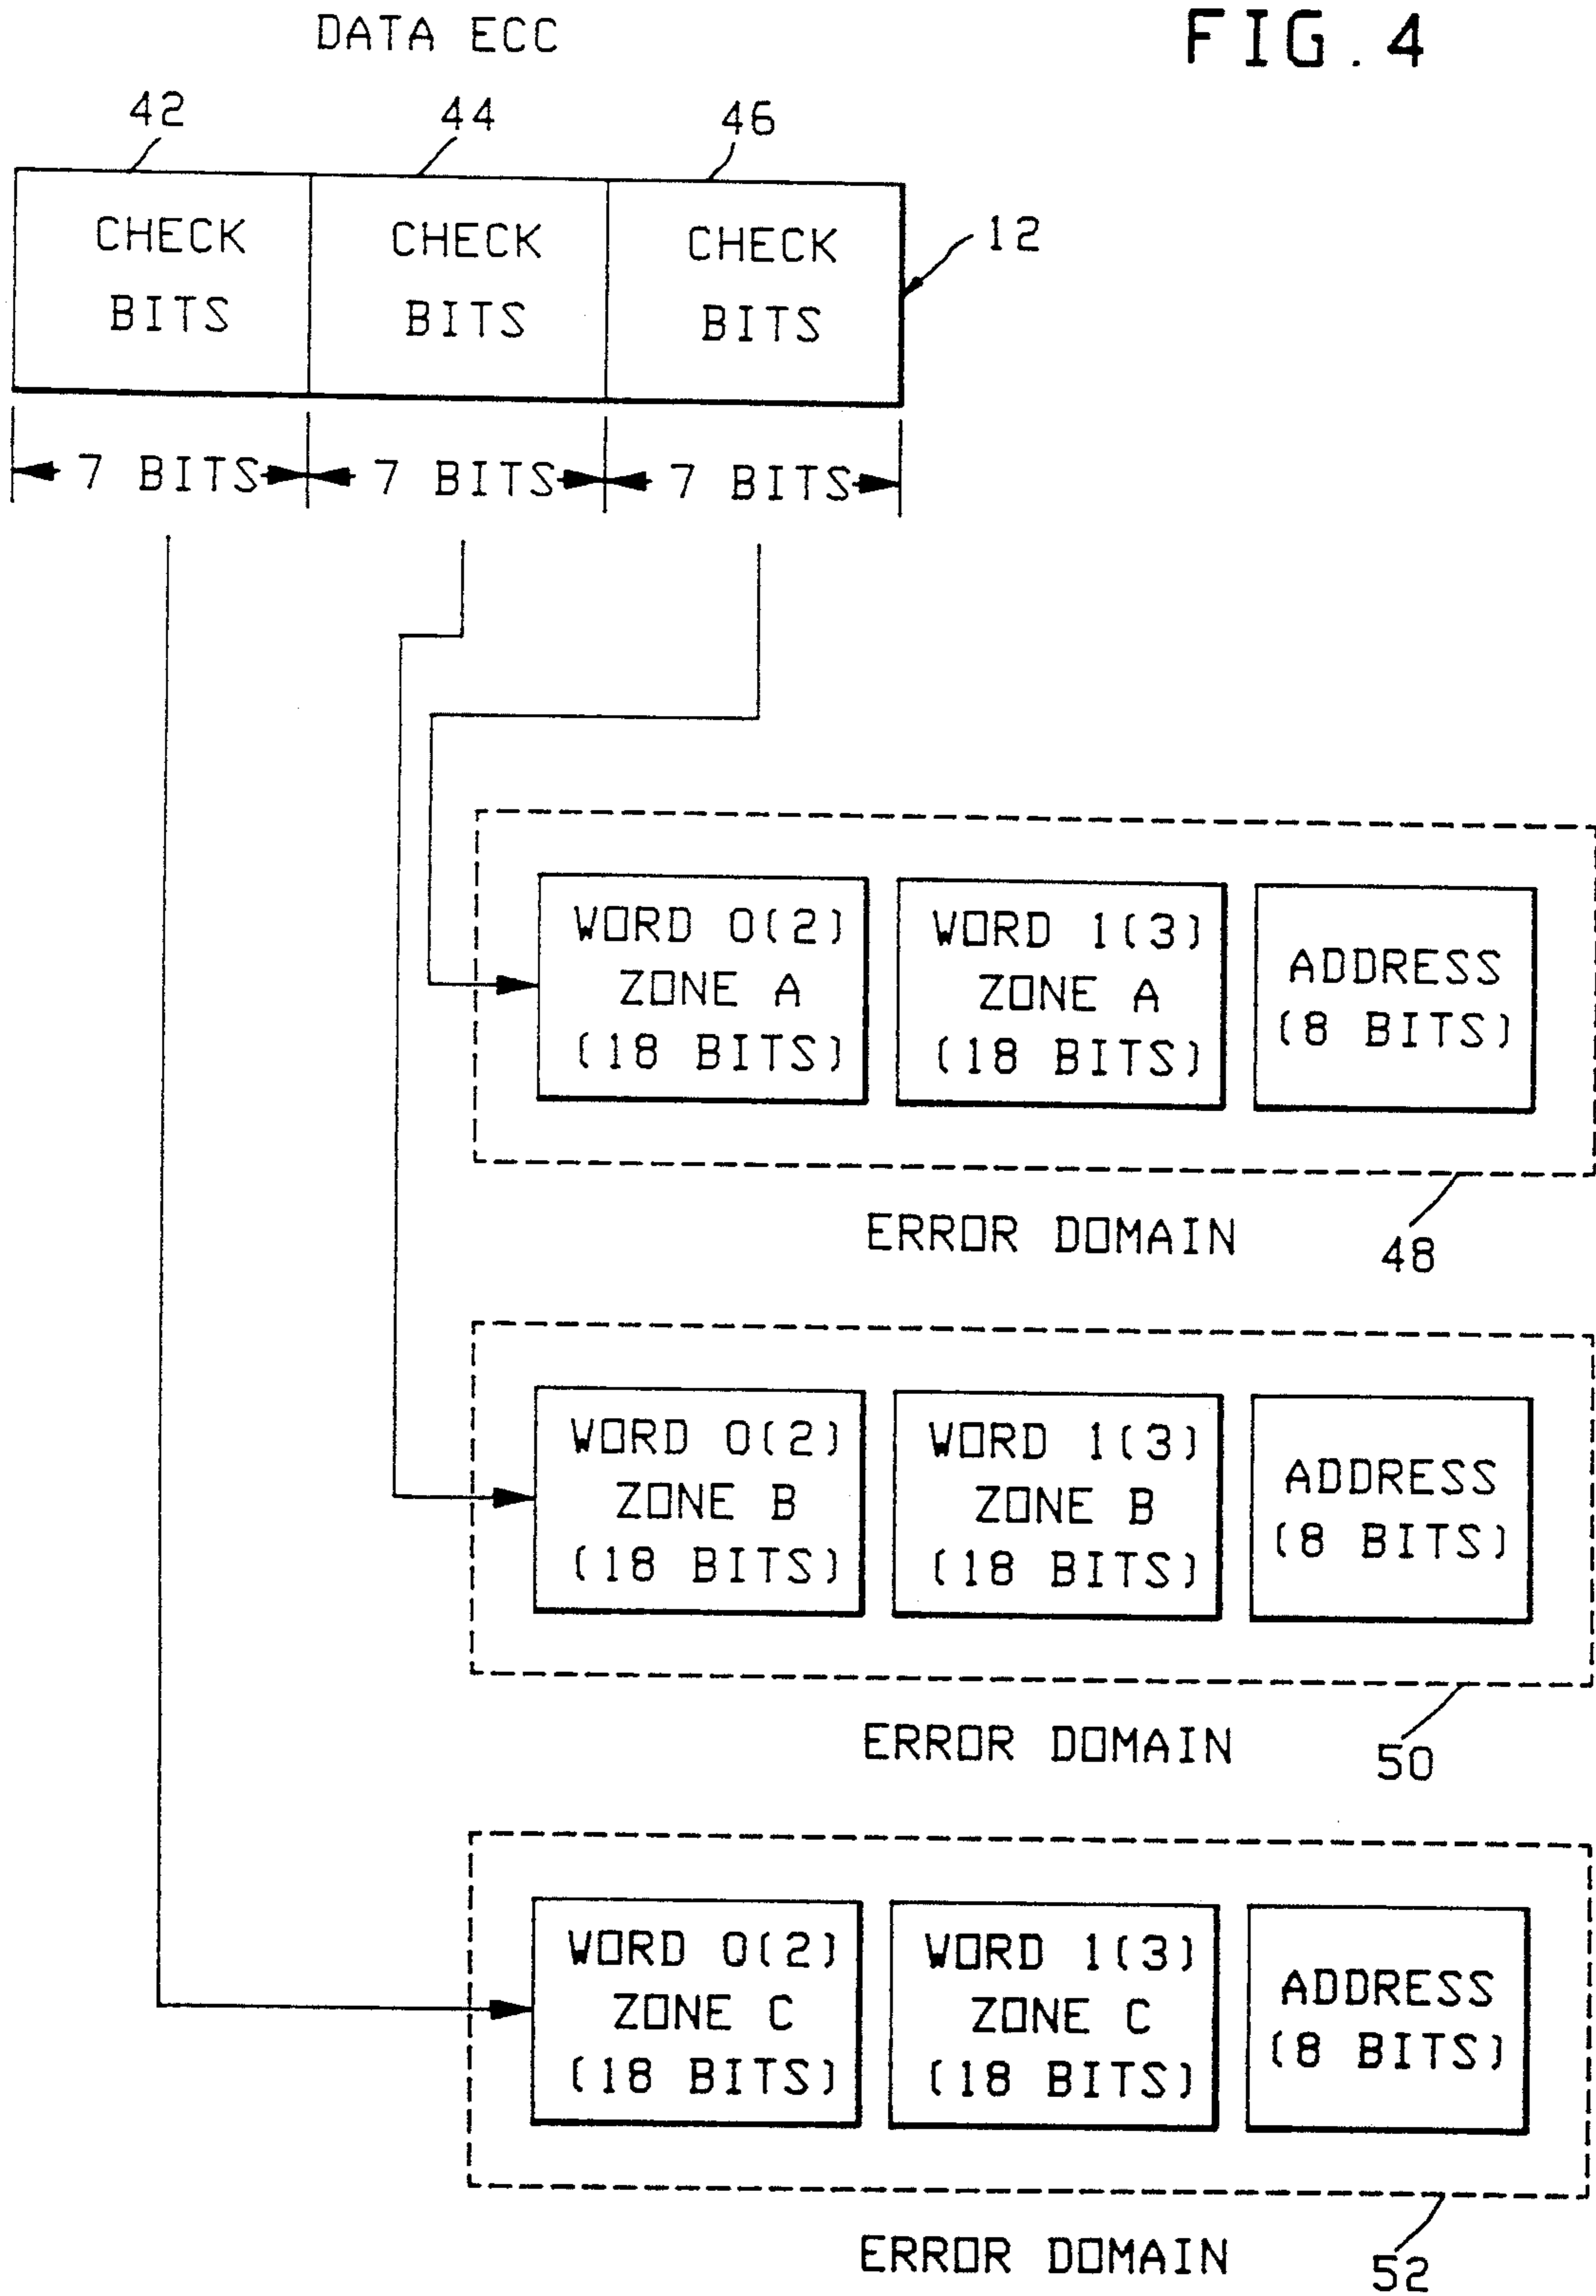 DATA ECC
FIG. 4
42
44
46
CHECK BITS
CHECK BITS
CHECK BITS
12
7 BITS
7 BITS
7 BITS
WORD 0(2)
ZONE A
(18 BITS)
WORD 1(3)
ZONE A
(18 BITS)
ADDRESS
(8 BITS)
ERROR DOMAIN
48
WORD 0(2)
ZONE B
(18 BITS)
WORD 1(3)
ZONE B
(18 BITS)
ADDRESS
(8 BITS)
ERROR DOMAIN
50
WORD 0(2)
ZONE C
(18 BITS)
WORD 1(3)
ZONE C
(18 BITS)
ADDRESS
(8 BITS)
ERROR DOMAIN
52